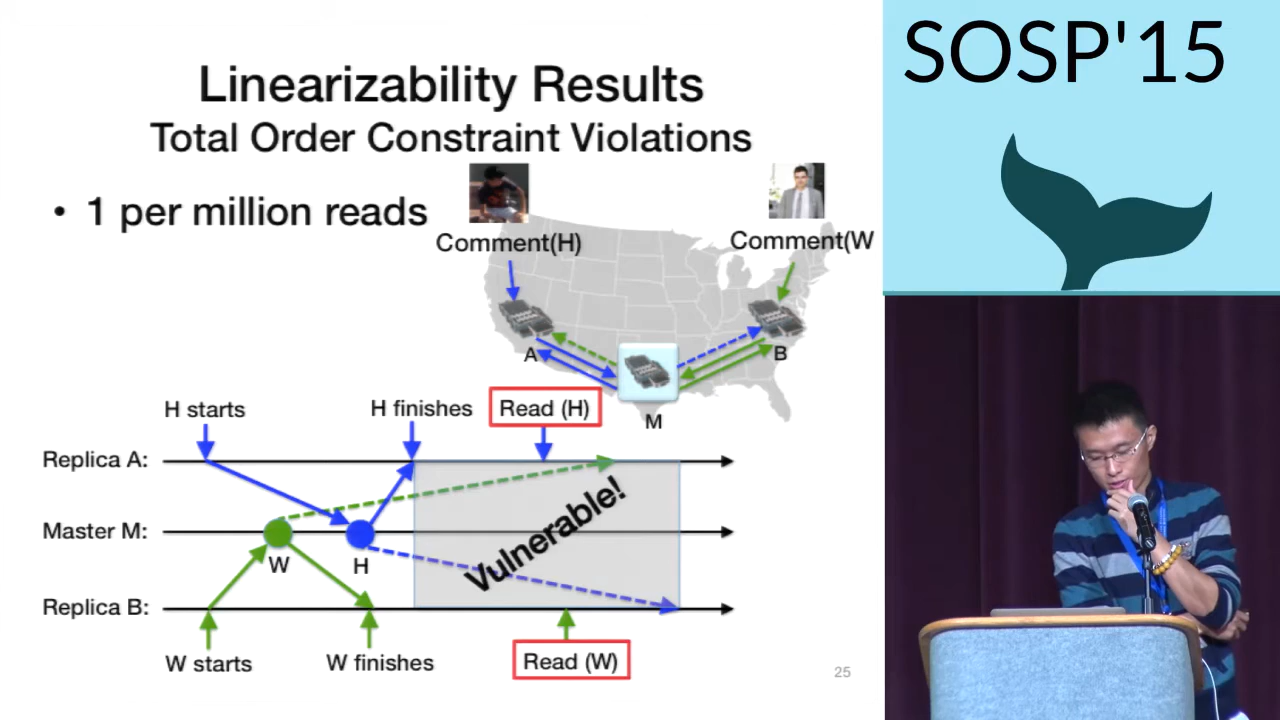 Linearizability Results
Total Order Constraint Violations
• 1 per million reads
Comment(H)
Comment(W
A
B
M
H starts
H finishes
Read (H)
Replica A:
Vulnerable!
Master M:
W
H
Replica B:
W starts
W finishes
Read (W)
25
SOSP'15